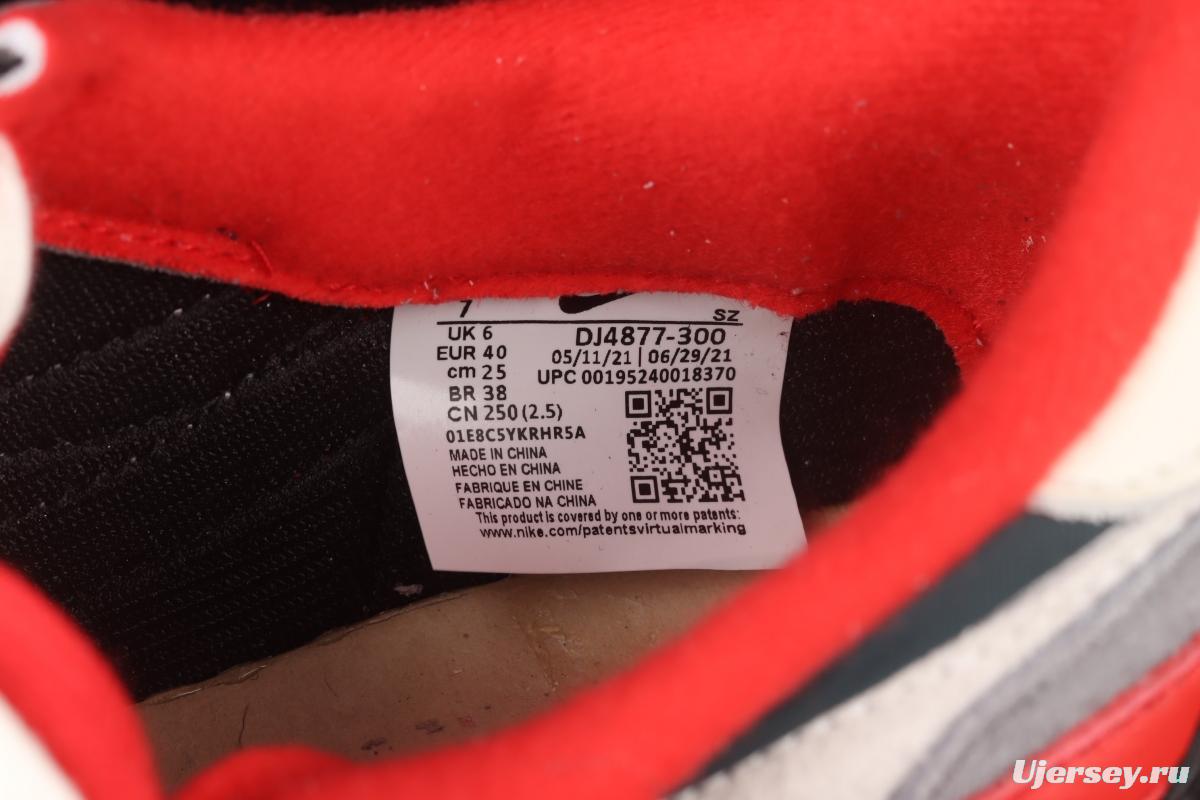 7
SZ
UK 6
EUR 40
cm 25
BR 38
CN 250 (2.5)
01E8C5YKRHR5A
MADE IN CHINA
HECHO EN CHINA
FABRIQUE EN CHINE
FABRICADO NA CHINA
DJ4877-300
05/11/21 | 06/29/21
UPC 00195240018370
This product is covered by one or more patents:
www.nike.com/patentsvirtualmarking
Ujersey.ru